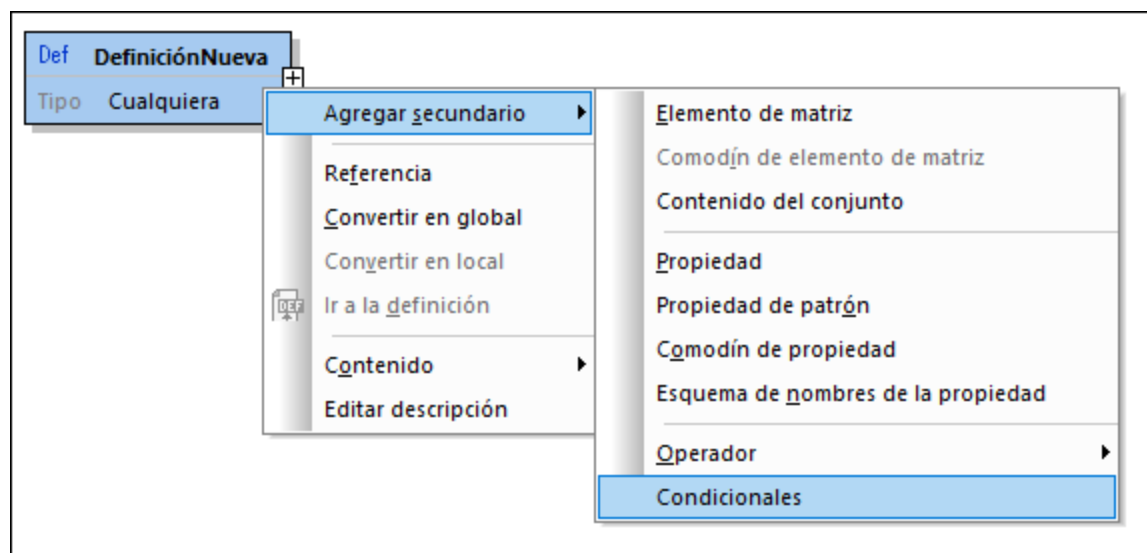 Def DefiniciónNueva
Tipo Cualquiera
Agregar secundario
Referencia
Convertir en global
Convertir en local
DEF Ir a la definición
Contenido
Editar descripción
Elemento de matriz
Comodín de elemento de matriz
Contenido del conjunto
Propiedad
Propiedad de patrón
Comodín de propiedad
Esquema de nombres de la propiedad
Operador
Condicionales